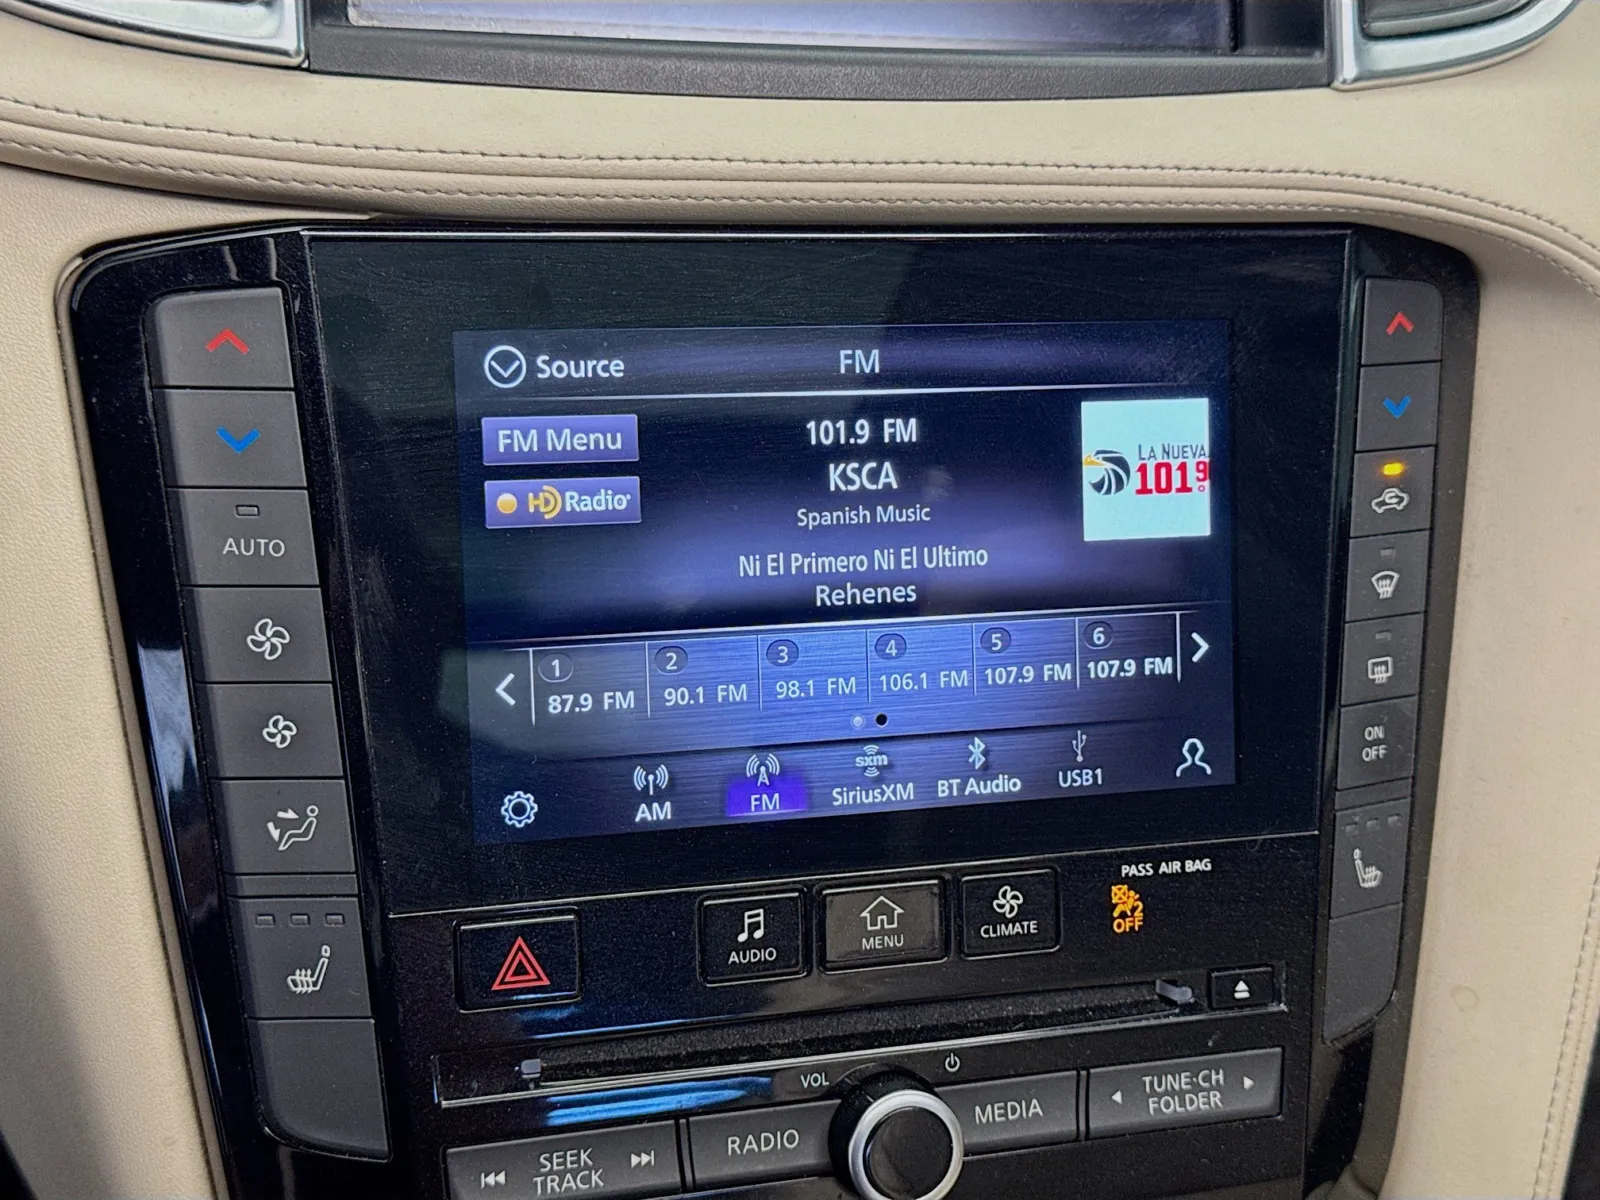 Source
FM
FM Menu
HD Radio
101.9 FM
KSCA
Spanish Music
Ni El Primero Ni El Ultimo
Rehenes
LA NUEVA
101.9
1 2 3 4 5 6
87.9 FM 90.1 FM 98.1 FM 106.1 FM 107.9 FM 107.9 FM
AM
FM
sxm
SiriusXM
BT Audio
USB1
AUTO
ON
OFF
PASS AIR BAG
2
OFF
AUDIO
MENU
CLIMATE
VOL
SEEK
TRACK
RADIO
MEDIA
TUNE·CH
FOLDER